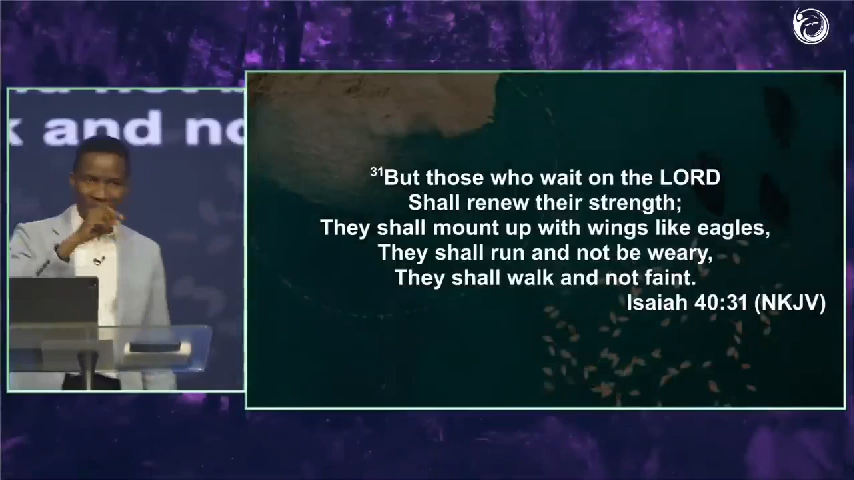 k and no
31But those who wait on the LORD
Shall renew their strength;
They shall mount up with wings like eagles,
They shall run and not be weary,
They shall walk and not faint.
Isaiah 40:31 (NKJV)